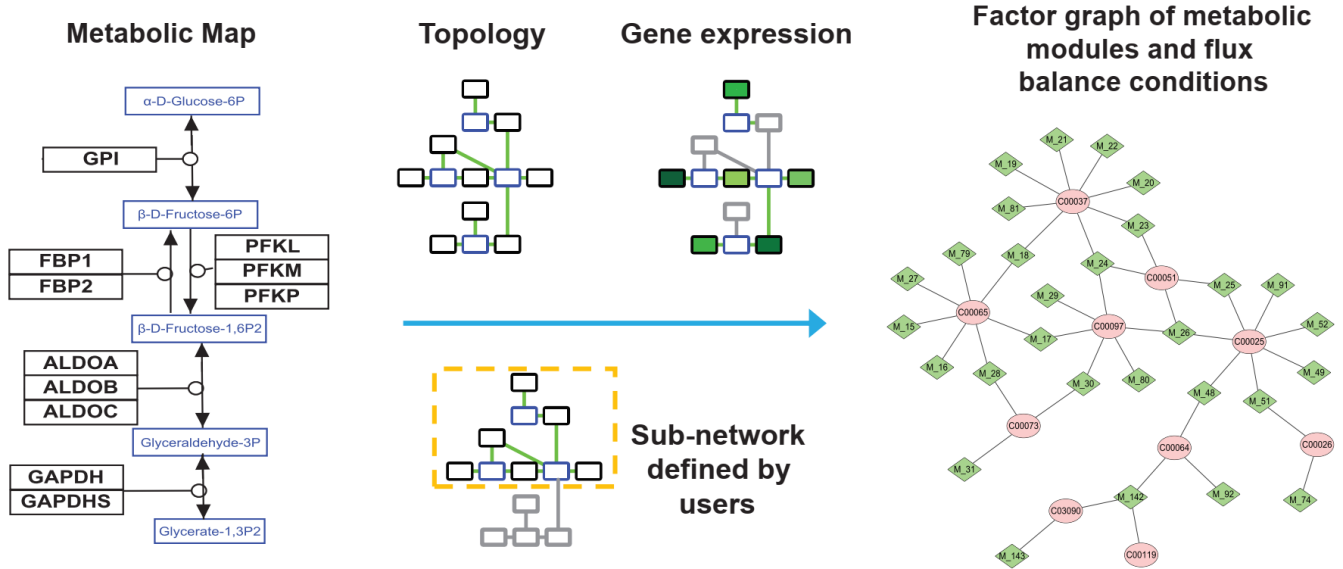 Metabolic Map
α-D-Glucose-6P
GPI
β-D-Fructose-6P
FBP1
FBP2
PFKL
PFKM
PFKP
β-D-Fructose-1,6P2
ALDOA
ALDOB
ALDOC
Glyceraldehyde-3P
GAPDH
GAPDHS
Glycerate-1,3P2
Topology
Gene expression
Sub-network
defined by
users
Factor graph of metabolic
modules and flux
balance conditions
M_21
M_22
M_19
M_20
M_81
C00037
M_23
M_79
M_18
M_24
C00051
M_27
M_25
M_91
M_29
C00065
C00097
M_15
M_17
M_26
C00025
M_52
M_16
M_28
M_30
M_80
M_49
M_48
M_51
C00073
C00064
C00026
M_31
M_142
M_92
M_74
C03090
M_143
C00119